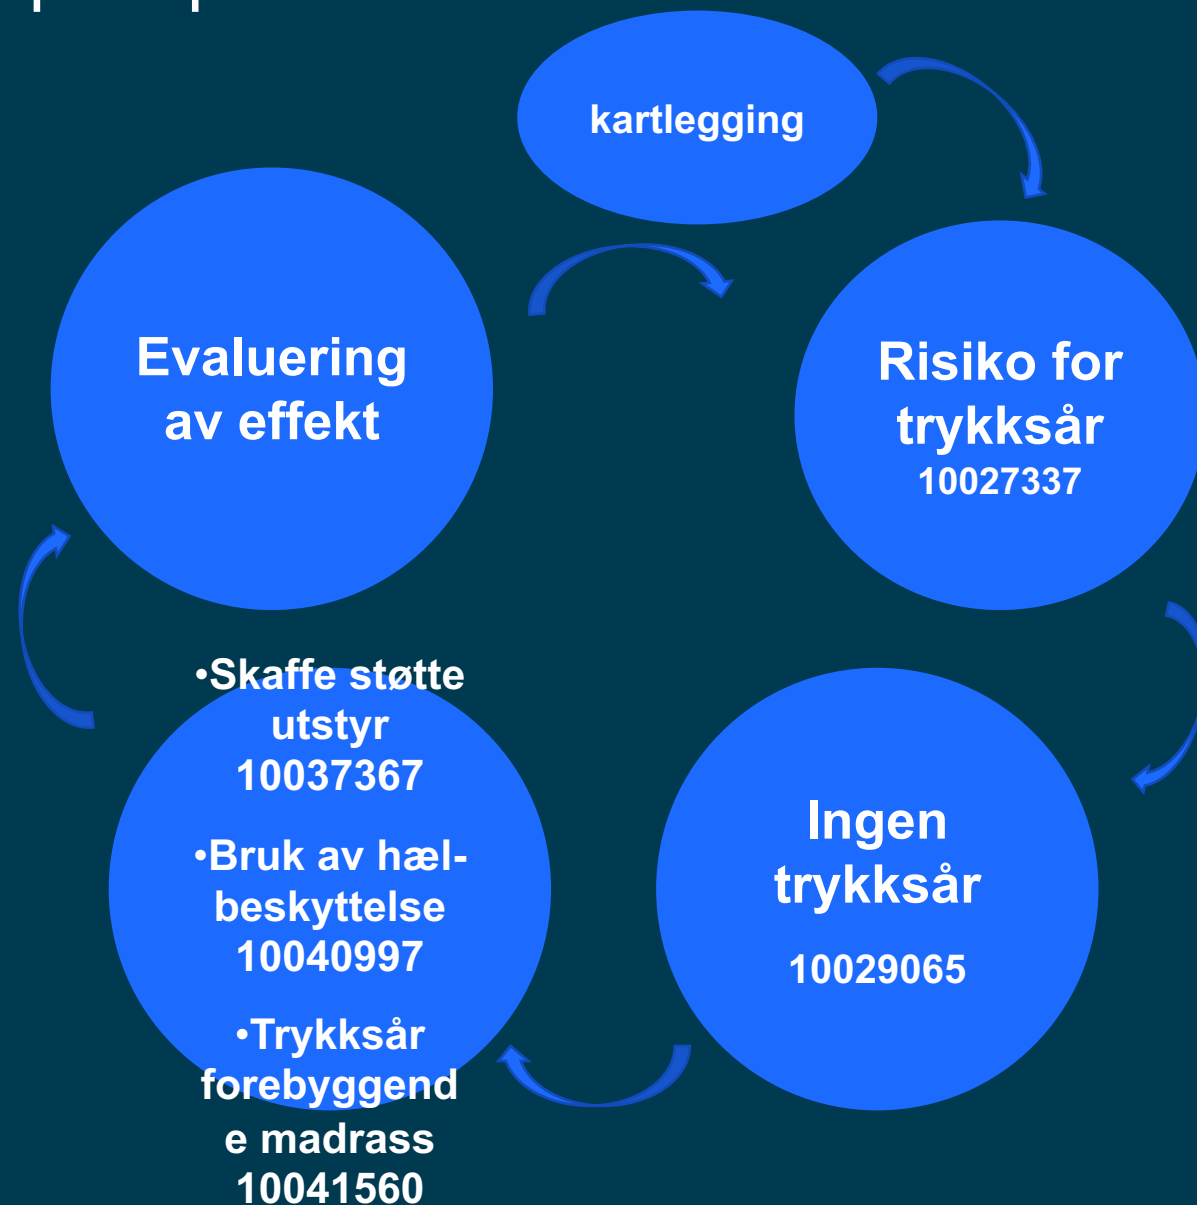 kartlegging
Evaluering
av effekt
Risiko for
trykksår
10027337
•Skaffe støtte
utstyr
10037367
•Bruk av hæl-
beskyttelse
10040997
•Trykksår
forebyggend
e madrass
10041560
Ingen
trykksår
10029065